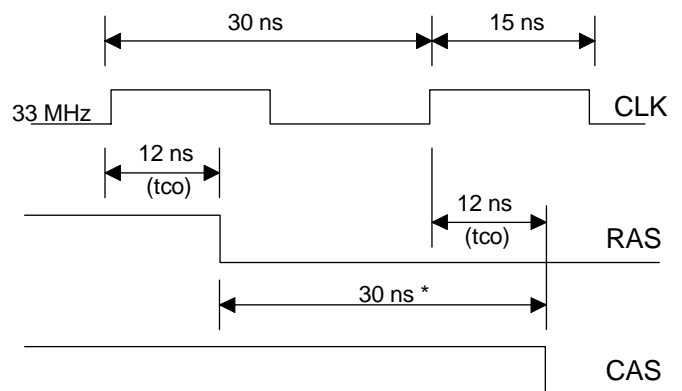 30 ns
15 ns
33 MHz
CLK
12 ns
(tco)
12 ns
(tco)
RAS
30 ns *
CAS